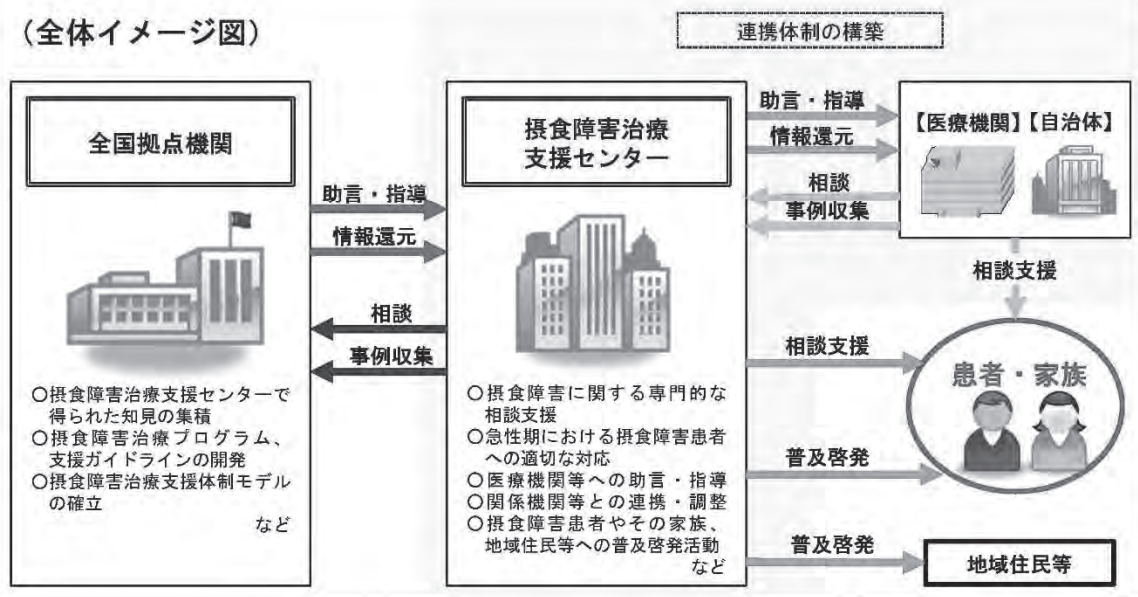 （全体イメージ図）
連携体制の構築
全国拠点機関
助言・指導
情報還元
相談
事例収集
○摂食障害治療支援センターで
得られた知見の集積
○摂食障害治療プログラム、
支援ガイドラインの開発
○摂食障害治療支援体制モデル
の確立
など
摂食障害治療
支援センター
○摂食障害に関する専門的な
相談支援
○急性期における摂食障害患者
への適切な対応
○医療機関等への助言・指導
○関係機関等との連携・調整
○摂食障害患者やその家族、
地域住民等への普及啓発活動
など
助言・指導
情報還元
相談
事例収集
【医療機関】【自治体】
相談支援
相談支援
患者・家族
普及啓発
普及啓発
地域住民等